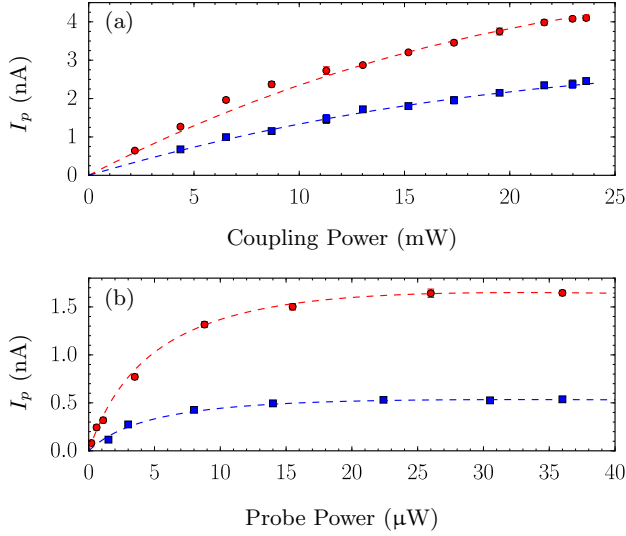 (a)
4
3
2
1
0
I_p (nA)
0 5 10 15 20 25
Coupling Power (mW)
(b)
1.5
1.0
0.5
0.0
I_p (nA)
0 5 10 15 20 25 30 35 40
Probe Power (μW)